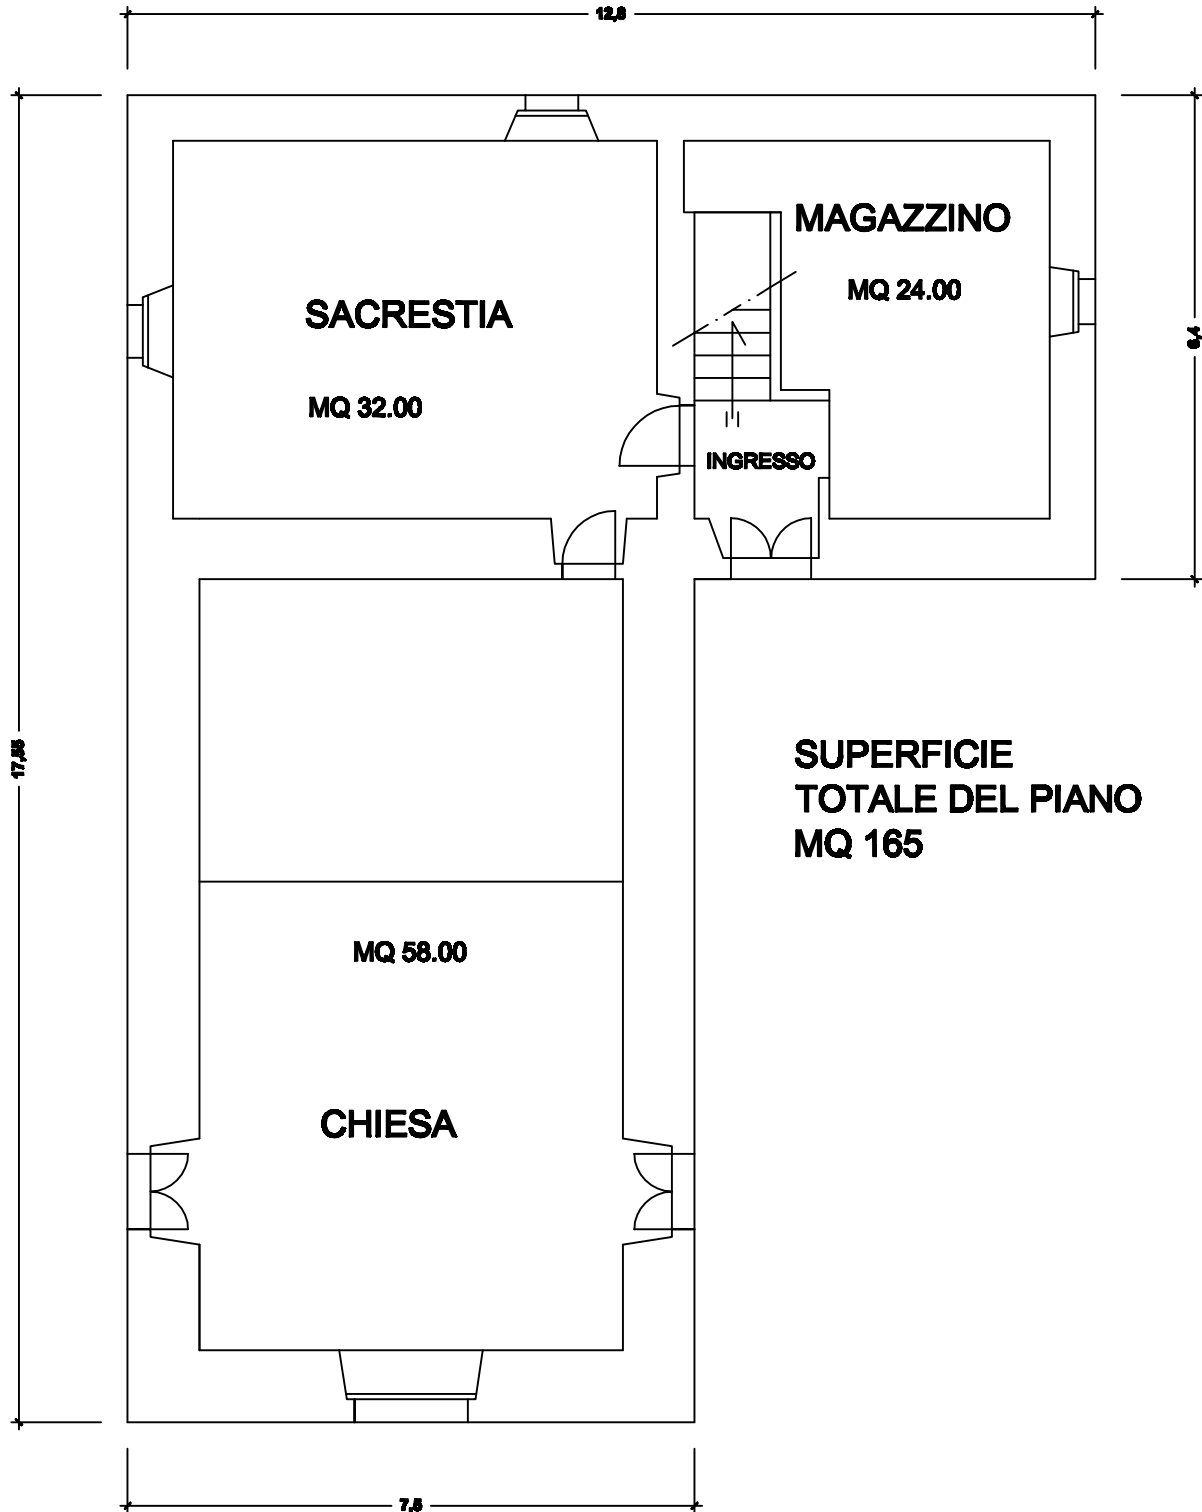 12,8
MAGAZZINO
MQ 24.00
SACRESTIA
MQ 32.00
6,4
INGRESSO
17,55
SUPERFICIE
TOTALE DEL PIANO
MQ 165
MQ 58.00
CHIESA
7,5